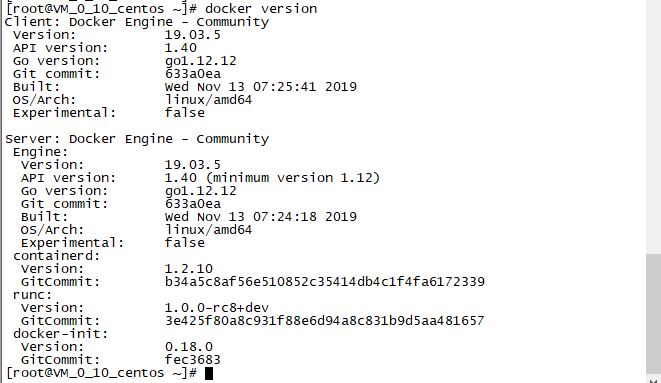 [root@VM_0_10_centos ~]# docker version
Client: Docker Engine - Community
 Version:           19.03.5
 API version:       1.40
 Go version:        go1.12.12
 Git commit:        633a0ea
 Built:             Wed Nov 13 07:25:41 2019
 OS/Arch:           linux/amd64
 Experimental:      false

Server: Docker Engine - Community
 Engine:
  Version:          19.03.5
  API version:      1.40 (minimum version 1.12)
  Go version:       go1.12.12
  Git commit:       633a0ea
  Built:            Wed Nov 13 07:24:18 2019
  OS/Arch:          linux/amd64
  Experimental:     false
 containerd:
  Version:          1.2.10
  GitCommit:        b34a5c8af56e510852c35414db4c1f4fa6172339
 runc:
  Version:          1.0.0-rc8+dev
  GitCommit:        3e425f80a8c931f88e6d94a8c831b9d5aa481657
 docker-init:
  Version:          0.18.0
  GitCommit:        fec3683
[root@VM_0_10_centos ~]#